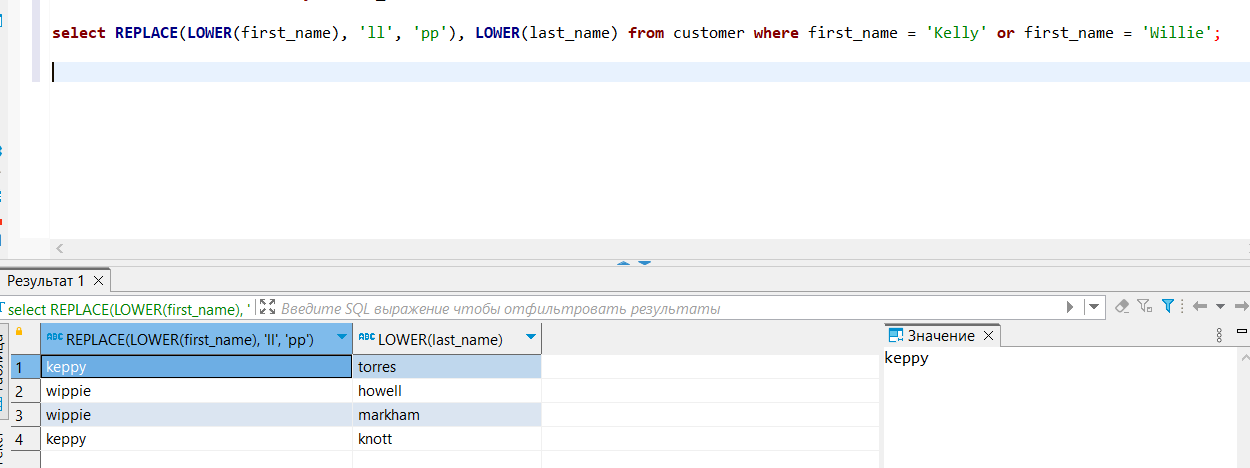 select REPLACE(LOWER(first_name), 'll', 'pp'), LOWER(last_name) from customer where first_name = 'Kelly' or first_name = 'Willie';
Результат 1
select REPLACE(LOWER(first_name), '
Введите SQL выражение чтобы отфильтровать результаты
ABC REPLACE(LOWER(first_name), 'll', 'pp')
ABC LOWER(last_name)
Значение
1 keppy torres
keppy
2 wippie howell
3 wippie markham
4 keppy knott